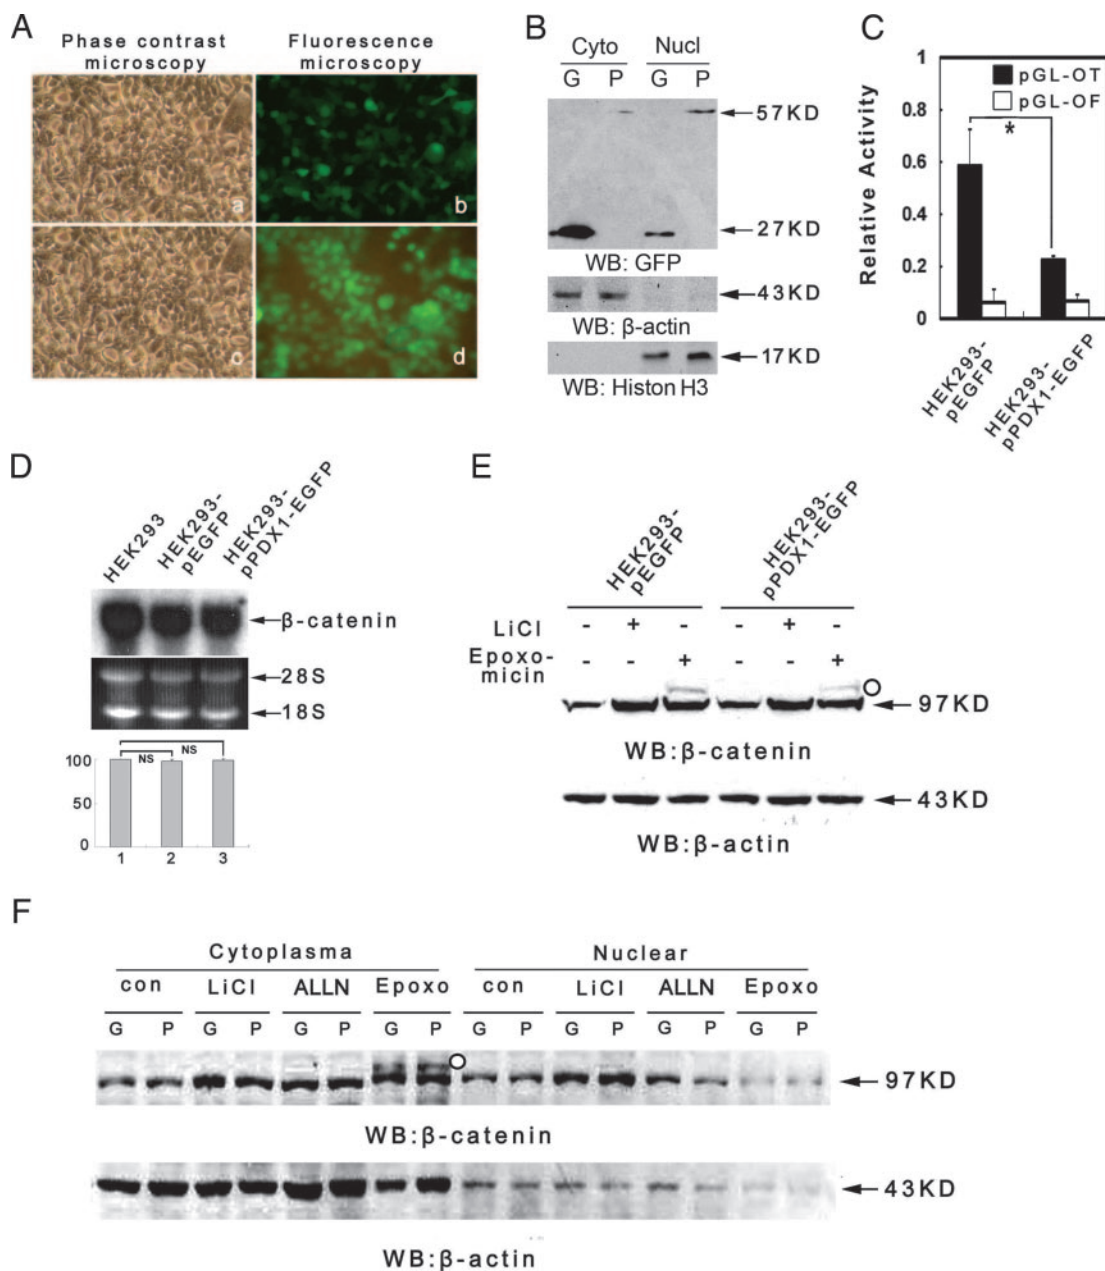 A
Phase contrast microscopy
Fluorescence microscopy
a
b
c
d
B
Cyto Nucl
G P G P
57KD
27KD
WB: GFP
43KD
WB: β-actin
17KD
WB: Histon H3
C
Relative Activity
1
0.8
0.6
0.4
0.2
0
pGL-OT
pGL-OF
*
HEK293-pEGFP
HEK293-pPDX1-EGFP
D
HEK293
HEK293-pEGFP
HEK293-pPDX1-EGFP
β-catenin
28S
18S
NS
NS
100
50
0
1 2 3
E
HEK293-pEGFP
HEK293-pPDX1-EGFP
LiCl - + - - + -
Epoxo-micin - - + - - +
97KD
WB:β-catenin
43KD
WB:β-actin
F
Cytoplasma Nuclear
con LiCl ALLN Epoxo con LiCl ALLN Epoxo
G P G P G P G P G P G P G P G P
97KD
WB:β-catenin
43KD
WB:β-actin